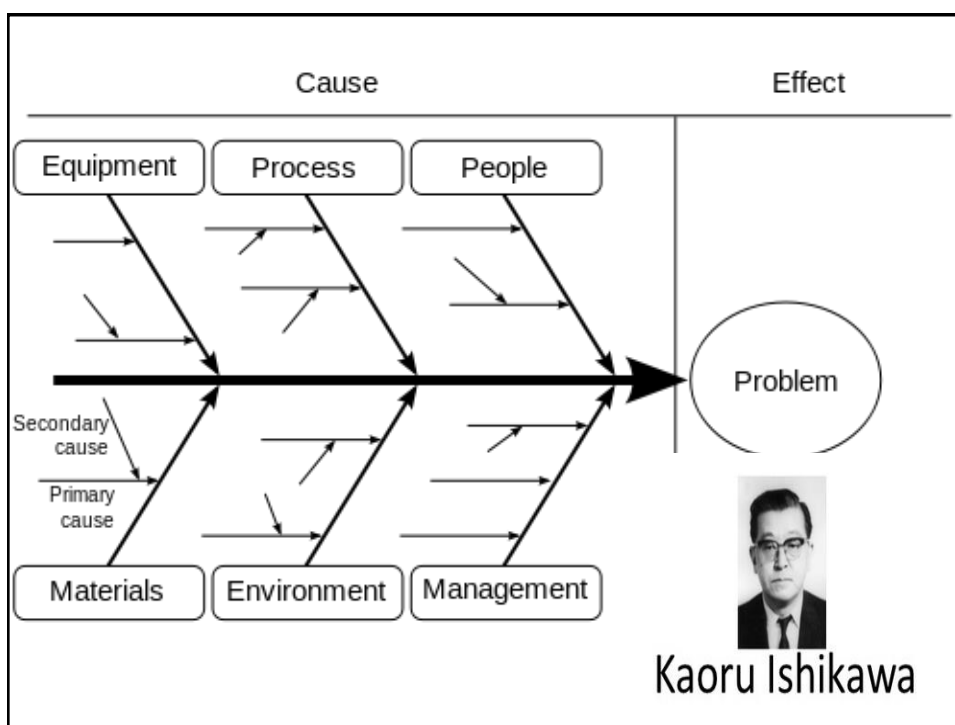 Cause
Effect
Equipment
Process
People
Problem
Secondary
cause
Primary
cause
Materials
Environment
Management
Kaoru Ishikawa